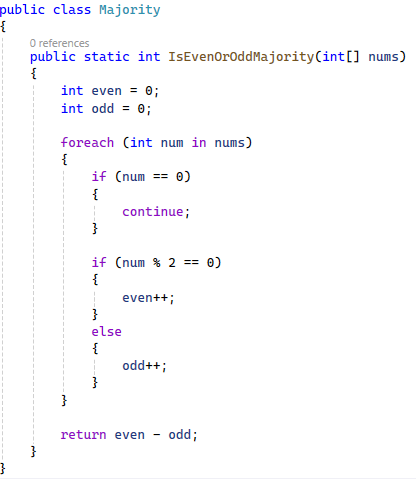 public class Majority
{
0 references
public static int IsEvenOrOddMajority(int[] nums)
{
int even = 0;
int odd = 0;
foreach (int num in nums)
{
if (num == 0)
{
continue;
}
if (num % 2 == 0)
{
even++;
}
else
{
odd++;
}
}
return even - odd;
}
}